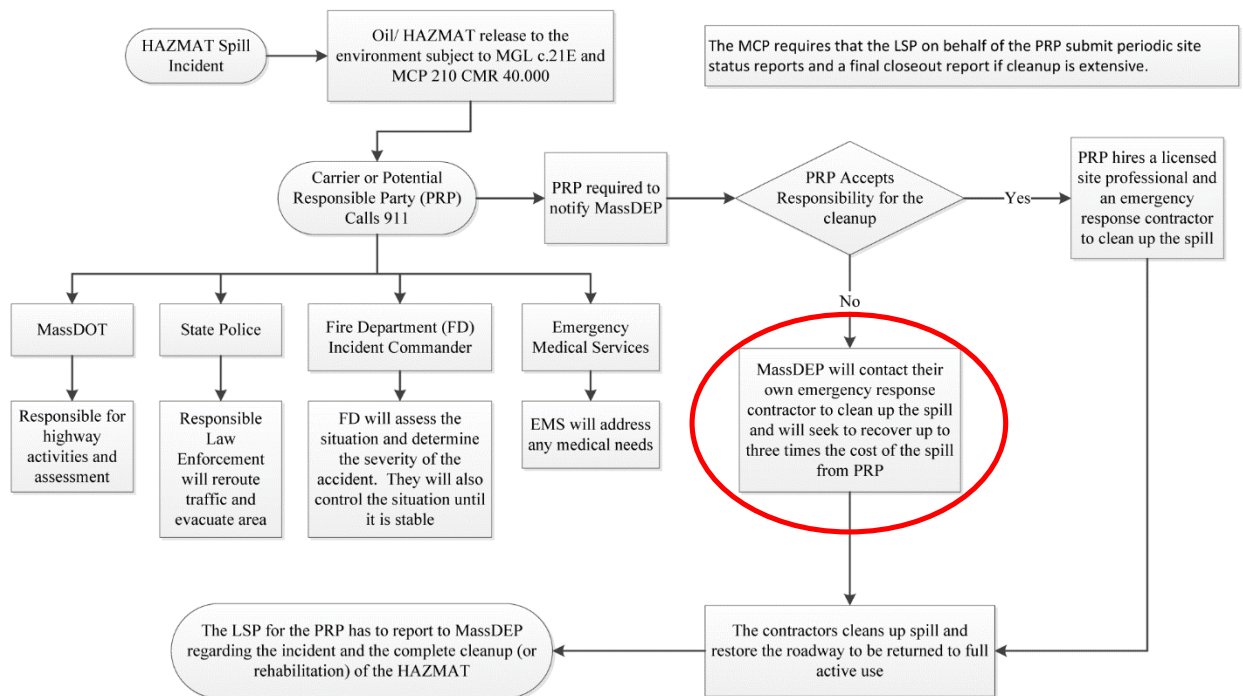 HAZMAT Spill
Incident
Oil/ HAZMAT release to the
environment subject to MGL c.21E and
MCP 210 CMR 40.000
The MCP requires that the LSP on behalf of the PRP submit periodic site
status reports and a final closeout report if cleanup is extensive.
Carrier or Potential
Responsible Party (PRP)
Calls 911
PRP required to
notify MassDEP
PRP Accepts
Responsibility for the
cleanup
Yes
PRP hires a licensed
site professional and
an emergency
response contractor
to clean up the spill
No
MassDOT
State Police
Fire Department (FD)
Incident Commander
Emergency
Medical Services
MassDEP will contact their
own emergency response
contractor to clean up the spill
and will seek to recover up to
three times the cost of the spill
from PRP
Responsible for
highway
activities and
assessment
Responsible
Law
Enforcement
will reroute
traffic and
evacuate area
FD will assess the
situation and determine
the severity of the
accident. They will also
control the situation until
it is stable
EMS will address
any medical needs
The LSP for the PRP has to report to MassDEP
regarding the incident and the complete cleanup (or
rehabilitation) of the HAZMAT
The contractors cleans up spill and
restore the roadway to be returned to full
active use